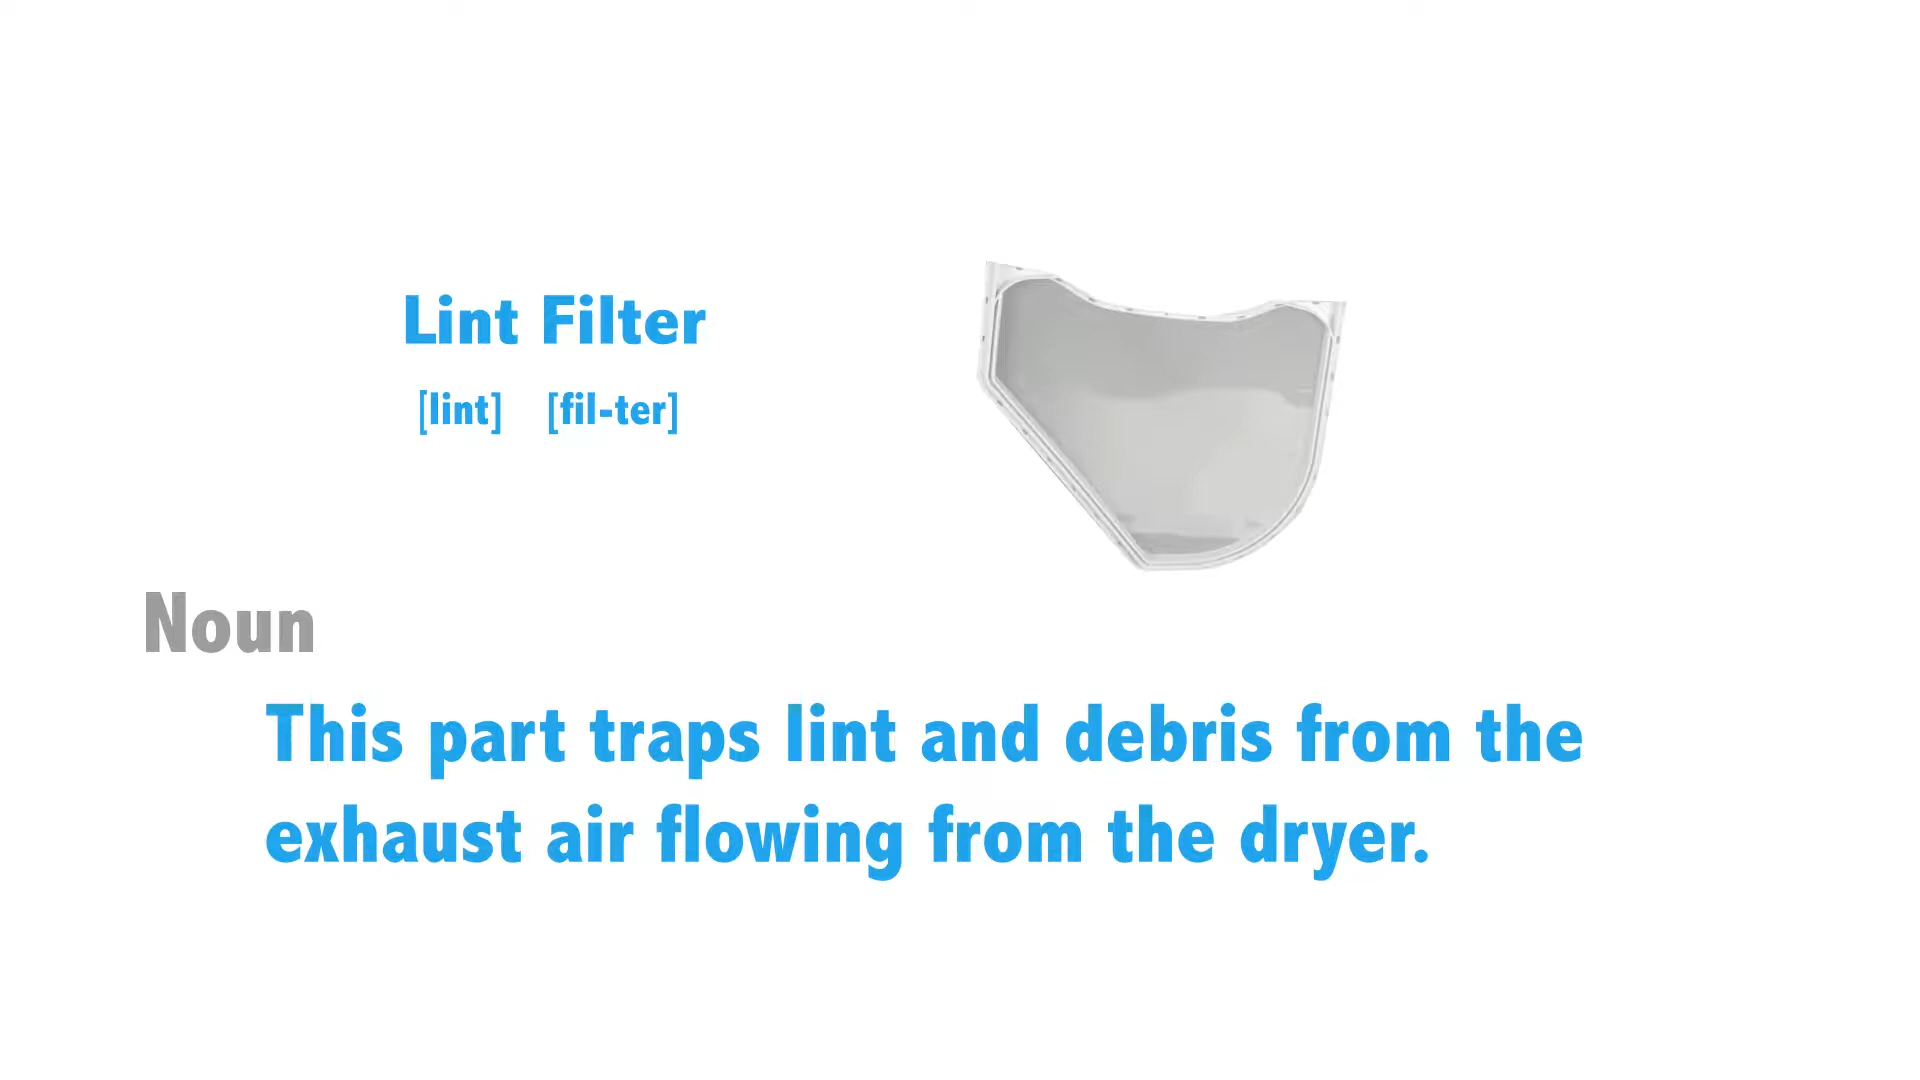 Lint Filter
[lint] [fil-ter]
Noun
This part traps lint and debris from the
exhaust air flowing from the dryer.